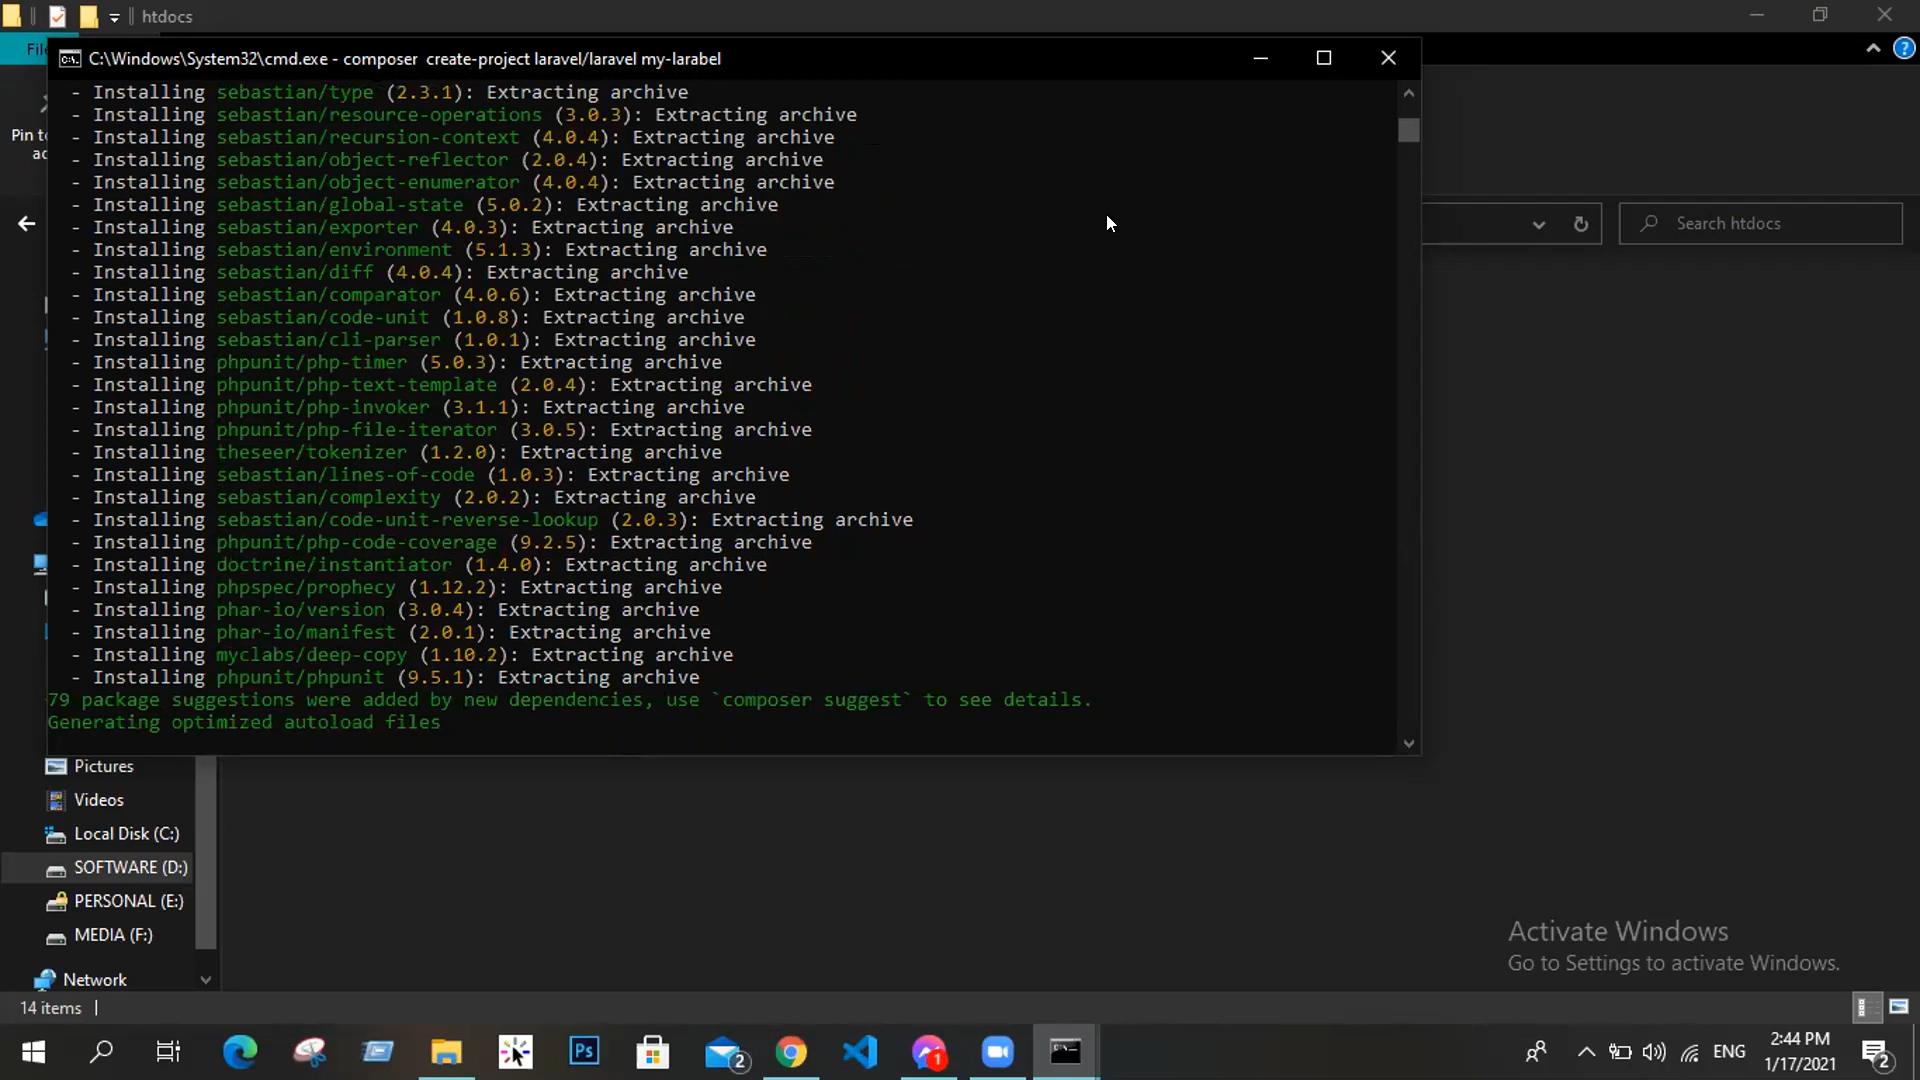 htdocs
File
C:\Windows\System32\cmd.exe - composer  create-project laravel/laravel my-larabel
- Installing sebastian/type (2.3.1): Extracting archive
- Installing sebastian/resource-operations (3.0.3): Extracting archive
- Installing sebastian/recursion-context (4.0.4): Extracting archive
- Installing sebastian/object-reflector (2.0.4): Extracting archive
- Installing sebastian/object-enumerator (4.0.4): Extracting archive
- Installing sebastian/global-state (5.0.2): Extracting archive
- Installing sebastian/exporter (4.0.3): Extracting archive
- Installing sebastian/environment (5.1.3): Extracting archive
- Installing sebastian/diff (4.0.4): Extracting archive
- Installing sebastian/comparator (4.0.6): Extracting archive
- Installing sebastian/code-unit (1.0.8): Extracting archive
- Installing sebastian/cli-parser (1.0.1): Extracting archive
- Installing phpunit/php-timer (5.0.3): Extracting archive
- Installing phpunit/php-text-template (2.0.4): Extracting archive
- Installing phpunit/php-invoker (3.1.1): Extracting archive
- Installing phpunit/php-file-iterator (3.0.5): Extracting archive
- Installing theseer/tokenizer (1.2.0): Extracting archive
- Installing sebastian/lines-of-code (1.0.3): Extracting archive
- Installing sebastian/complexity (2.0.2): Extracting archive
- Installing sebastian/code-unit-reverse-lookup (2.0.3): Extracting archive
- Installing phpunit/php-code-coverage (9.2.5): Extracting archive
- Installing doctrine/instantiator (1.4.0): Extracting archive
- Installing phpspec/prophecy (1.12.2): Extracting archive
- Installing phar-io/version (3.0.4): Extracting archive
- Installing phar-io/manifest (2.0.1): Extracting archive
- Installing myclabs/deep-copy (1.10.2): Extracting archive
- Installing phpunit/phpunit (9.5.1): Extracting archive
79 package suggestions were added by new dependencies, use `composer suggest` to see details.
Generating optimized autoload files
Pin to
Search htdocs
Pictures
Videos
Local Disk (C:)
SOFTWARE (D:)
PERSONAL (E:)
MEDIA (F:)
Network
14 items
Activate Windows
Go to Settings to activate Windows.
Ps
2
1
ENG
2:44 PM
1/17/2021
2